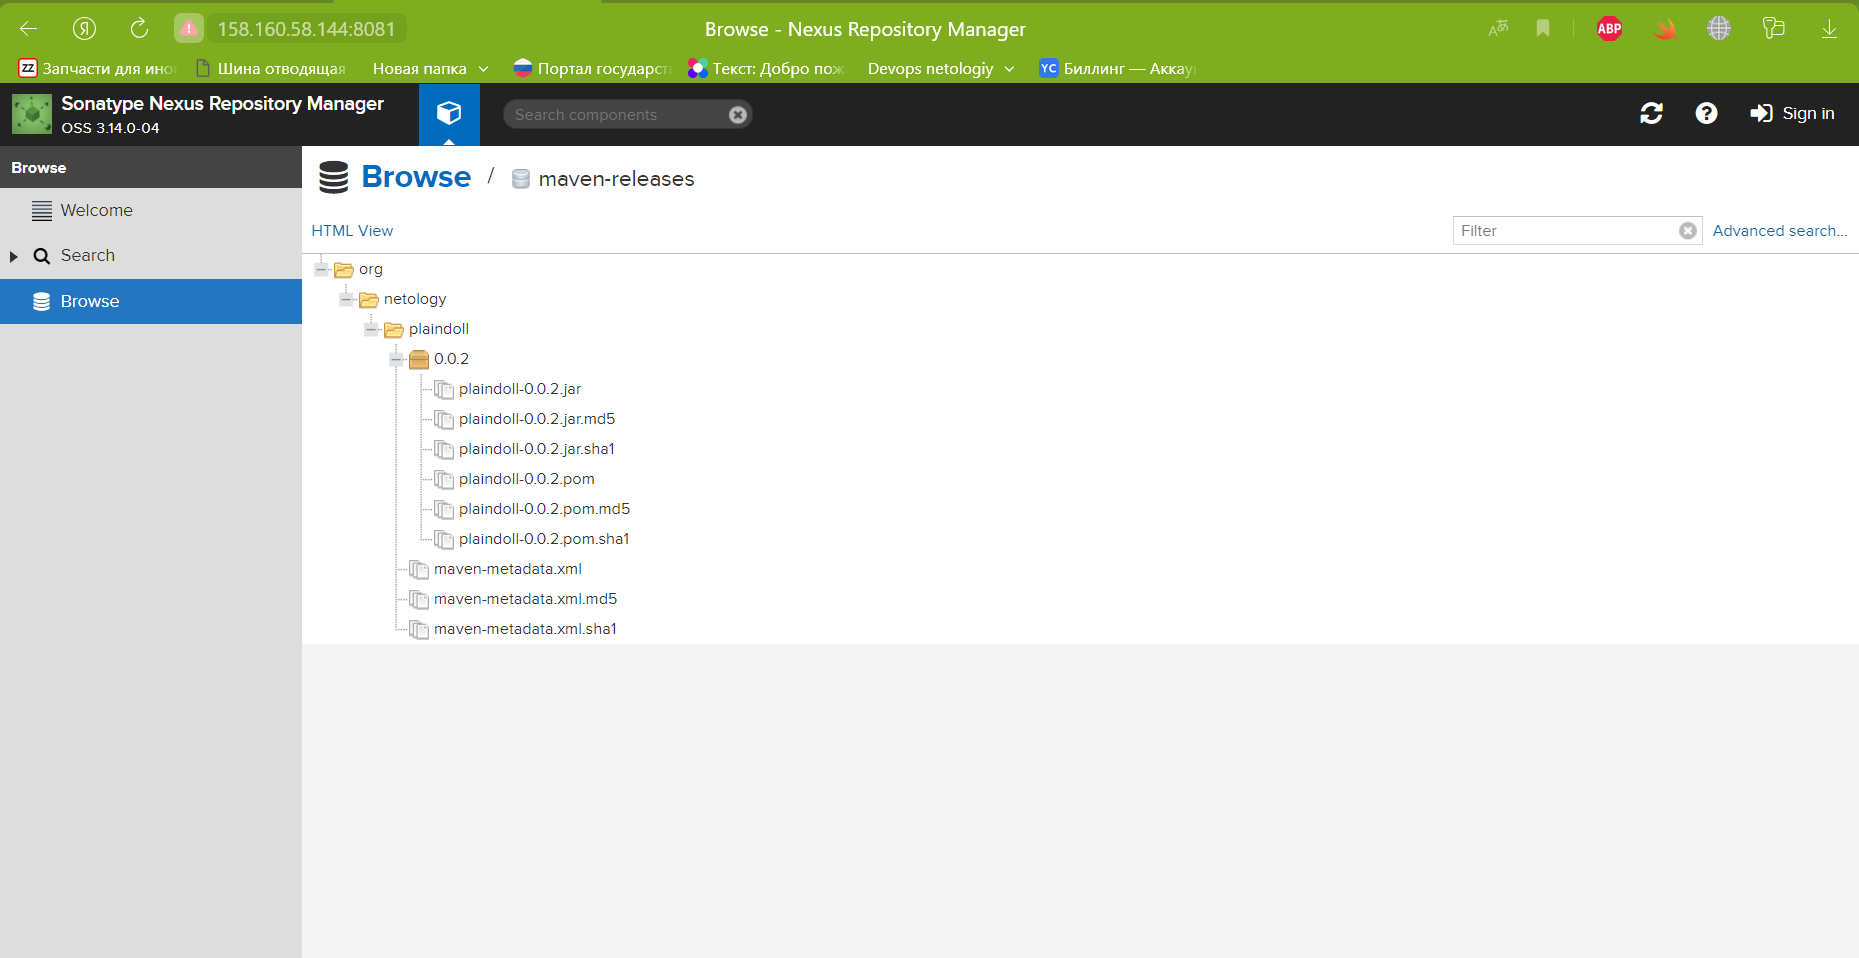 158.160.58.144:8081
Browse - Nexus Repository Manager
ABP
ZZ Запчасти для ино
Шина отводящая
Новая папка
Портал государст
Текст: Добро пож
Devops netologiy
YC Биллинг — Аккау
Sonatype Nexus Repository Manager
OSS 3.14.0-04
Search components
Sign in
Browse
Welcome
Search
Browse
Browse / maven-releases
HTML View
Filter
Advanced search...
org
netology
plaindoll
0.0.2
plaindoll-0.0.2.jar
plaindoll-0.0.2.jar.md5
plaindoll-0.0.2.jar.sha1
plaindoll-0.0.2.pom
plaindoll-0.0.2.pom.md5
plaindoll-0.0.2.pom.sha1
maven-metadata.xml
maven-metadata.xml.md5
maven-metadata.xml.sha1